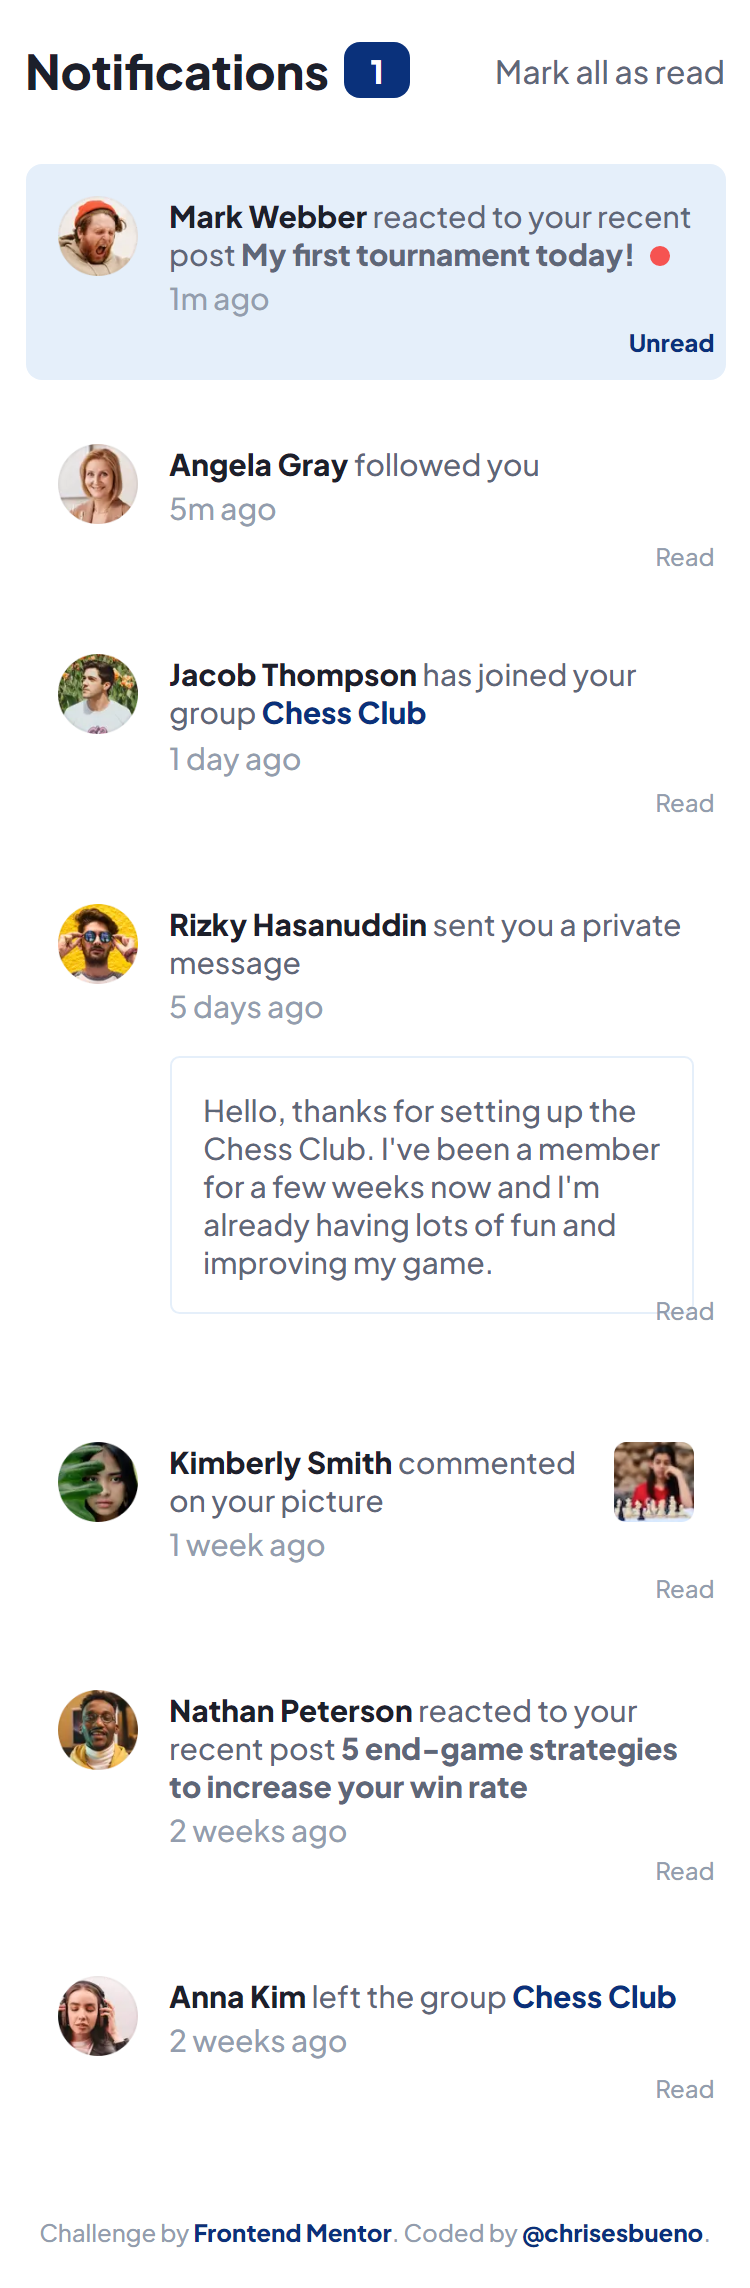 Notifications 1 Mark all as read
Mark Webber reacted to your recent
post My first tournament today!
1m ago
Unread
Angela Gray followed you
5m ago
Read
Jacob Thompson has joined your
group Chess Club
1 day ago
Read
Rizky Hasanuddin sent you a private
message
5 days ago
Hello, thanks for setting up the
Chess Club. I've been a member
for a few weeks now and I'm
already having lots of fun and
improving my game.
Read
Kimberly Smith commented
on your picture
1 week ago
Read
Nathan Peterson reacted to your
recent post 5 end-game strategies
to increase your win rate
2 weeks ago
Read
Anna Kim left the group Chess Club
2 weeks ago
Read
Challenge by Frontend Mentor. Coded by @chrisesbueno.